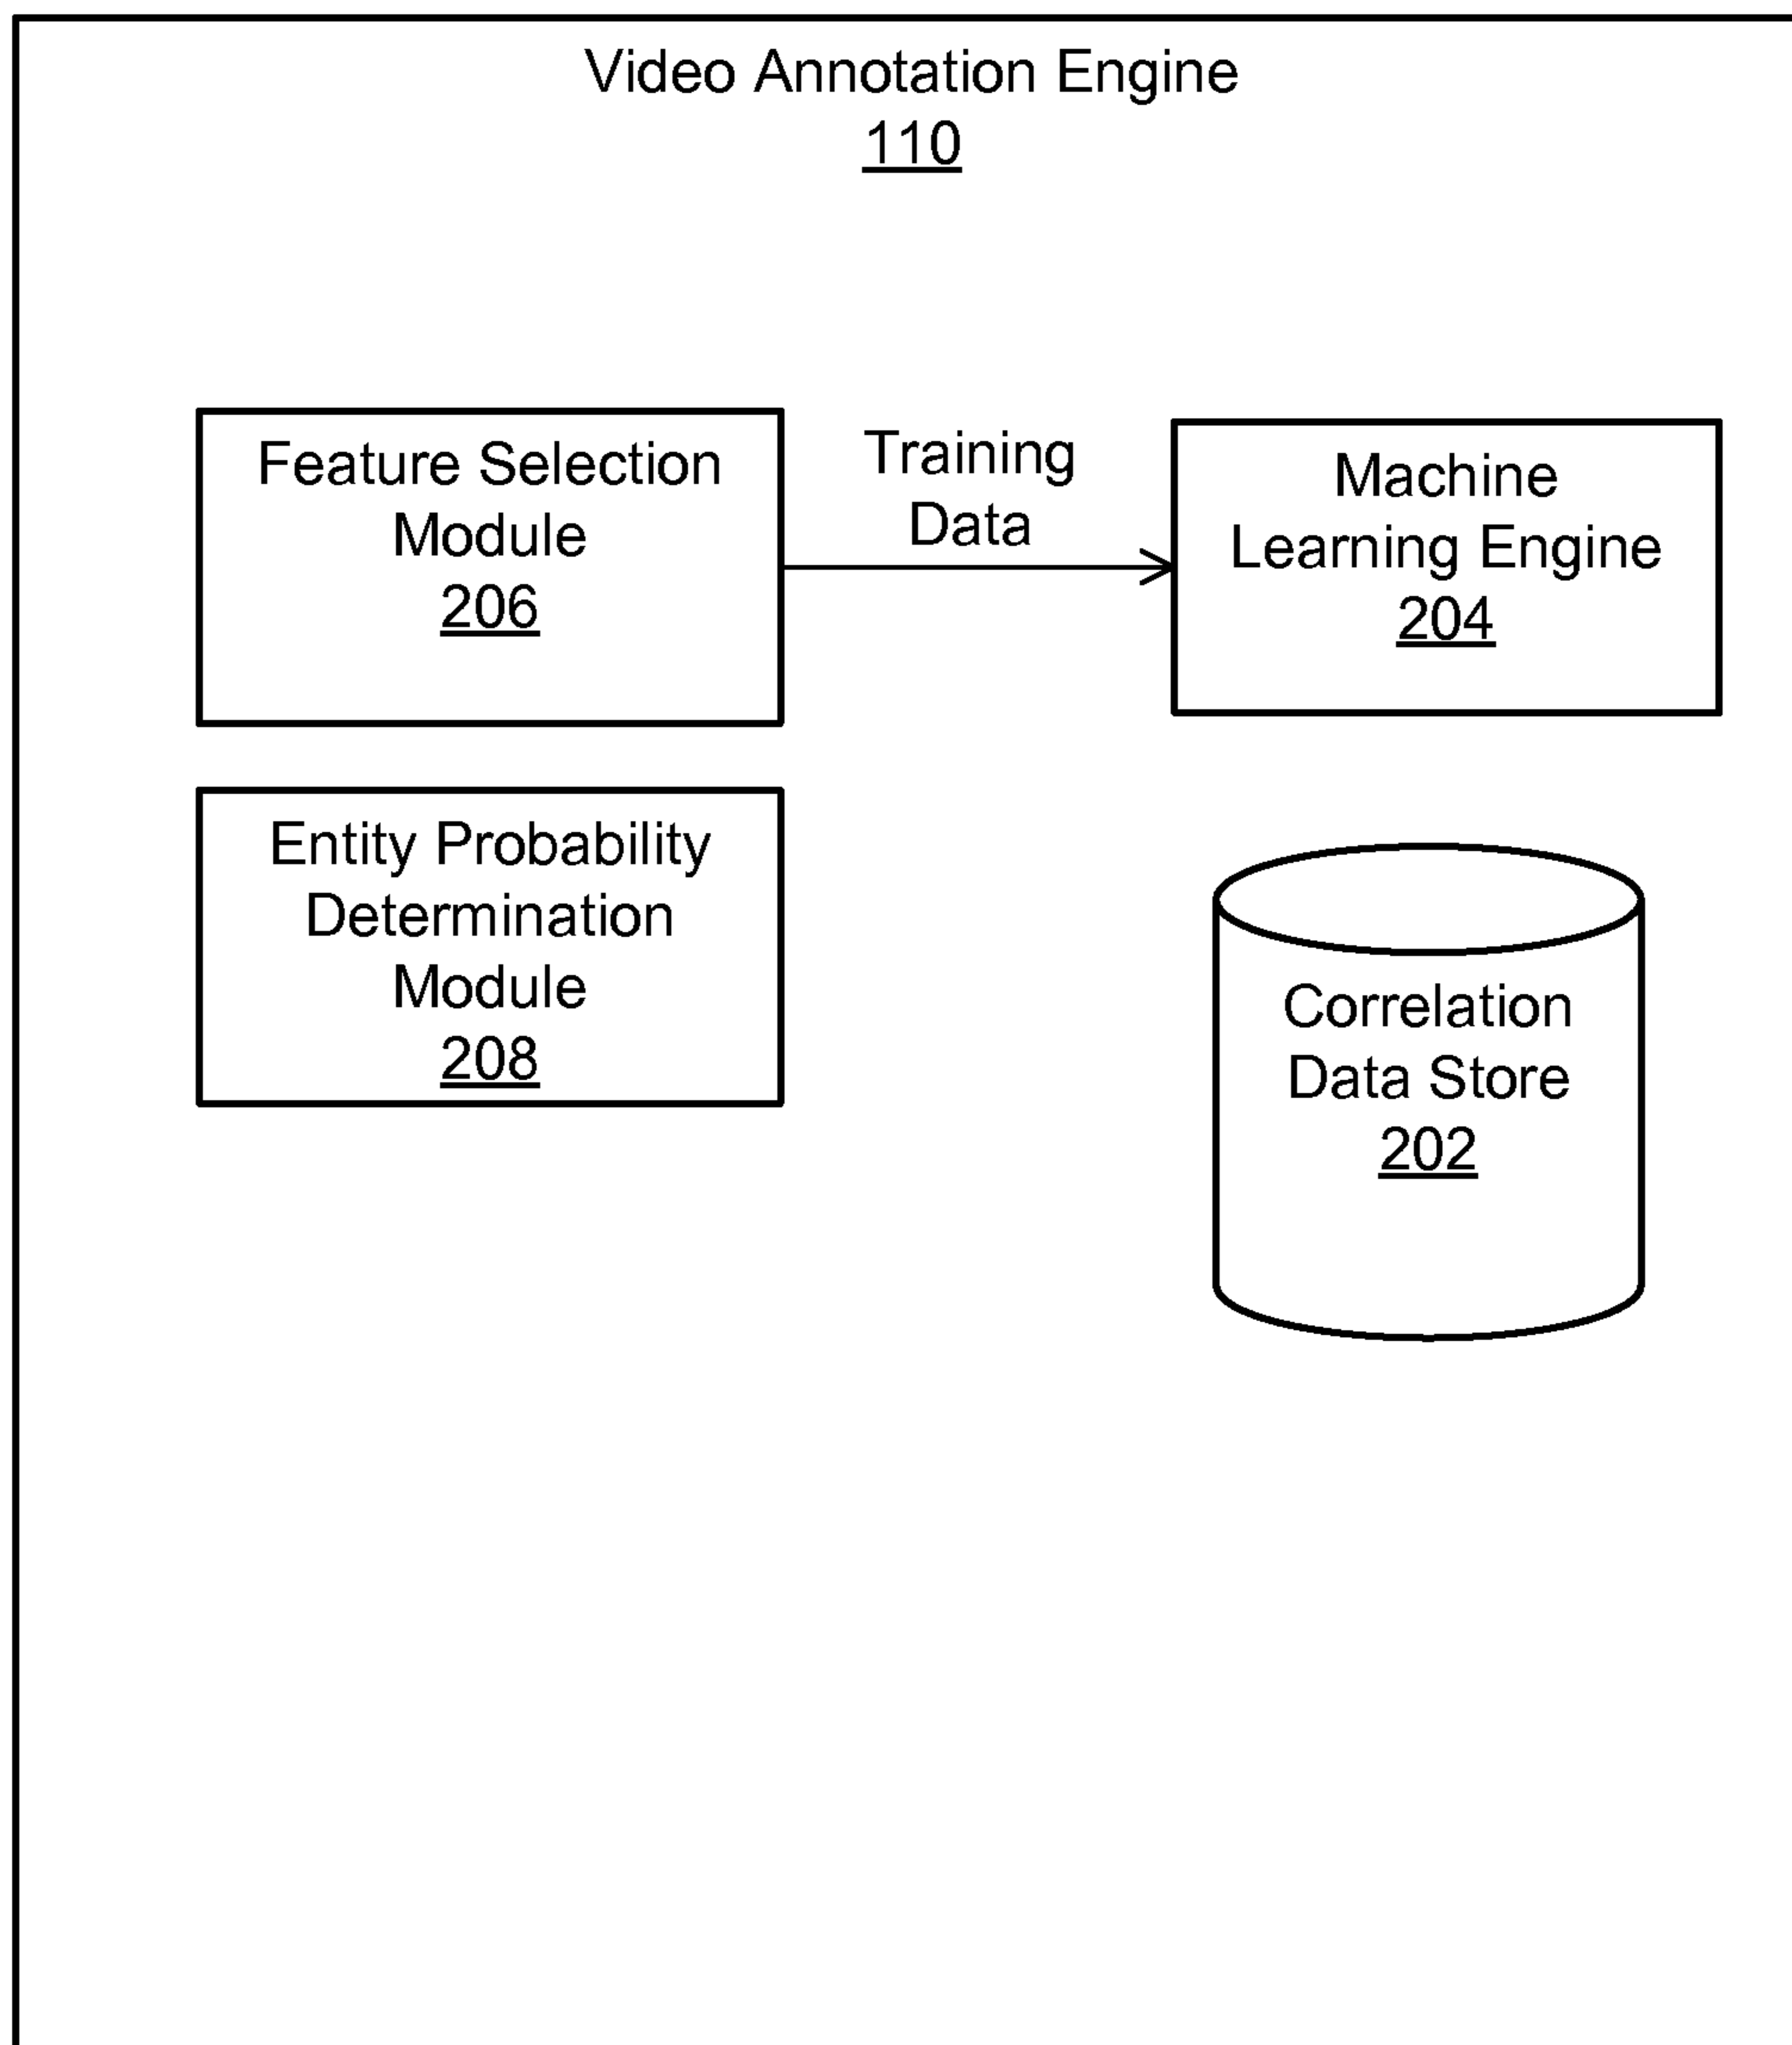 Video Annotation Engine
110
Feature Selection
Module
206
Training
Data
Machine
Learning Engine
204
Entity Probability
Determination
Module
208
Correlation
Data Store
202